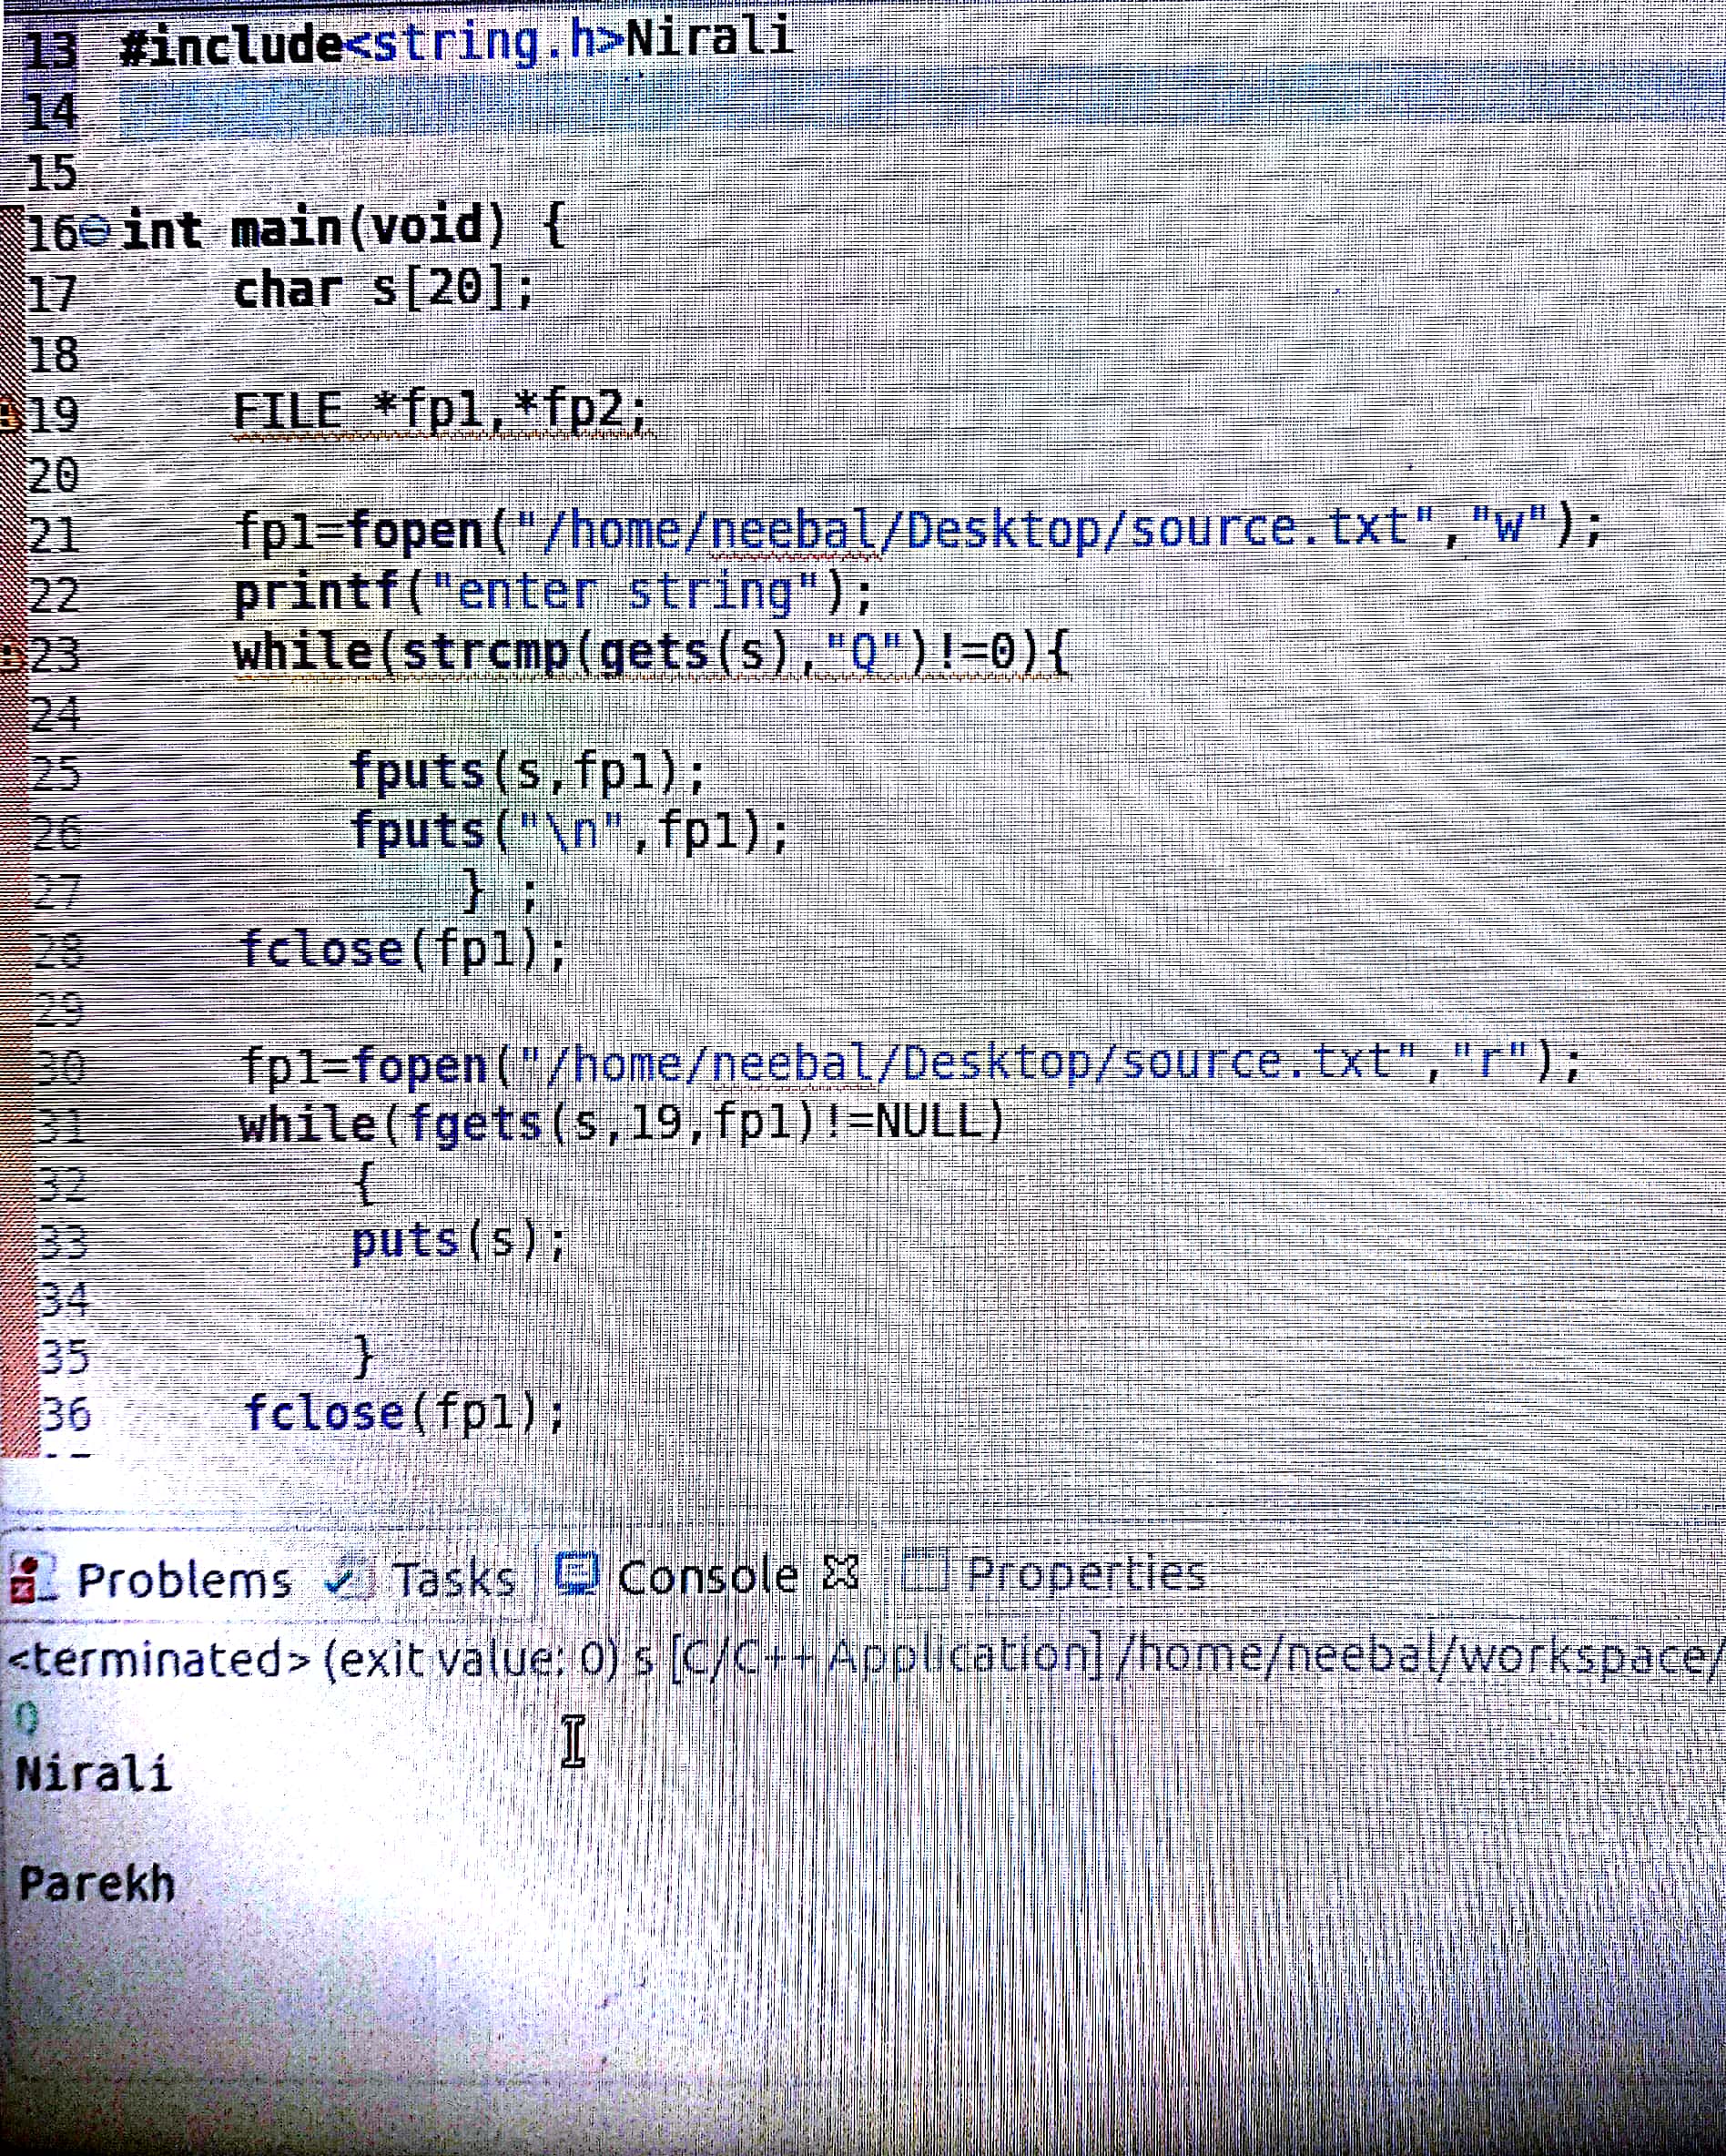 13 #include<string.h>Nirali
14
15
16 int main(void) {
17 char s[20];
18
19 FILE *fp1,*fp2;
20
21 fp1=fopen("/home/neebal/Desktop/source.txt","w");
22 printf("enter string");
23 while(strcmp(gets(s),"Q")!=0){
24
25 fputs(s,fp1);
26 fputs("\n",fp1);
27 } ;
28 fclose(fp1);
29
30 fp1=fopen("/home/neebal/Desktop/source.txt","r");
31 while(fgets(s,19,fp1)!=NULL)
32 {
33 puts(s);
34
35 }
36 fclose(fp1);
Problems Tasks Console Properties
<terminated> (exit value: 0) s [C/C++ Application] /home/neebal/workspace/
Q
Nirali
Parekh